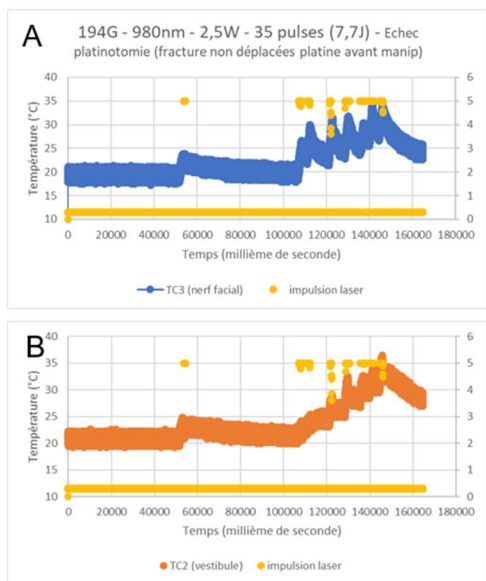 A
194G - 980nm - 2,5W - 35 pulses (7,7J) - Echec
platinotomie (fracture non déplacées platine avant manip)
Température (°C)
40
35
30
25
20
15
10
6
5
4
3
2
1
0
0 20000 40000 60000 80000 100000 120000 140000 160000 180000
Temps (millième de seconde)
TC3 (nerf facial) impulsion laser
B
Température (°C)
40
35
30
25
20
15
10
6
5
4
3
2
1
0
0 20000 40000 60000 80000 100000 120000 140000 160000 180000
Temps (millième de seconde)
TC2 (vestibule) impulsion laser